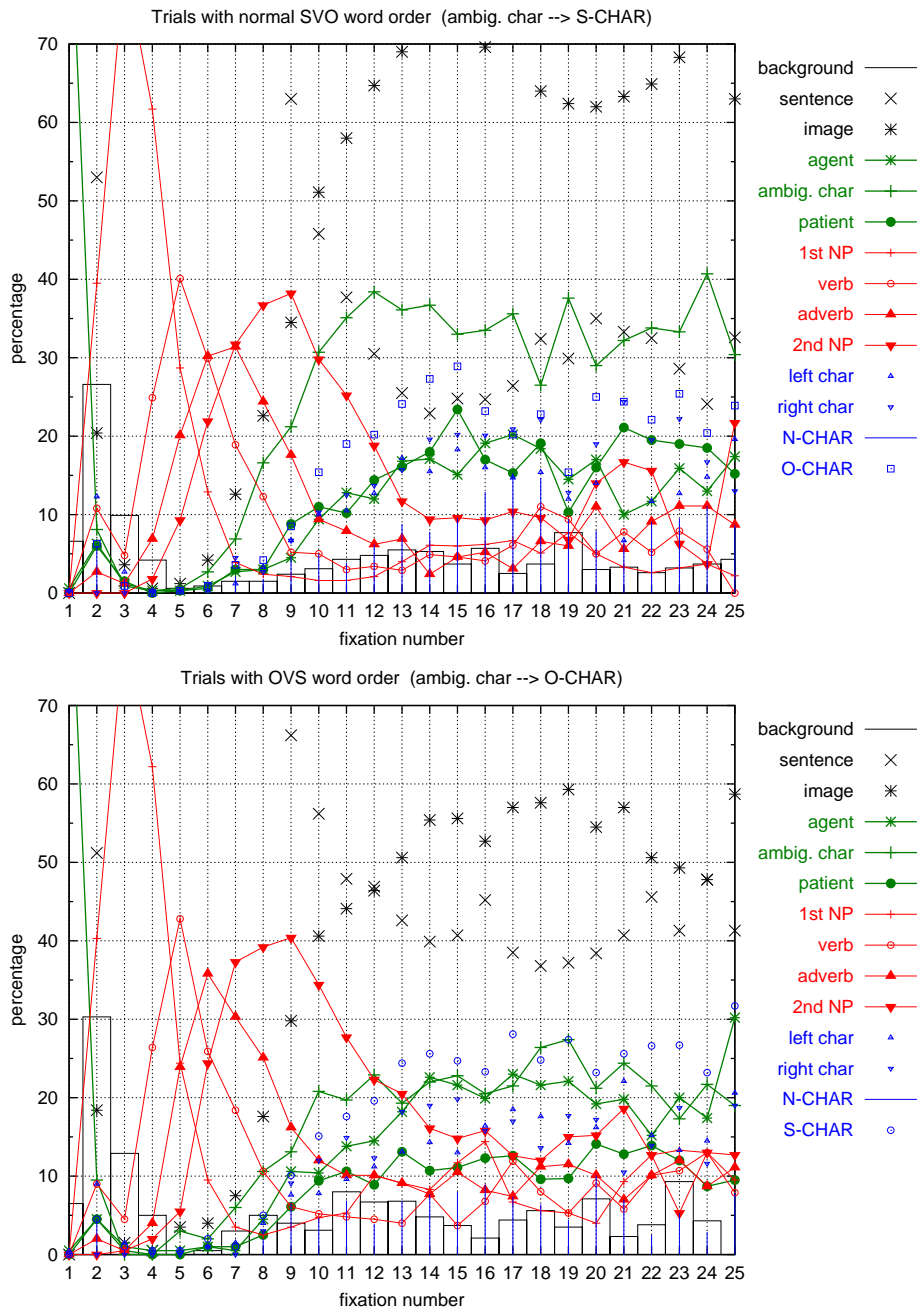 Trials with normal SVO word order  (ambig. char --> S-CHAR)
70
60
50
40
30
20
10
0
percentage
1 2 3 4 5 6 7 8 9 10 11 12 13 14 15 16 17 18 19 20 21 22 23 24 25
fixation number
background
sentence
image
agent
ambig. char
patient
1st NP
verb
adverb
2nd NP
left char
right char
N-CHAR
O-CHAR
Trials with OVS word order  (ambig. char --> O-CHAR)
70
60
50
40
30
20
10
0
percentage
1 2 3 4 5 6 7 8 9 10 11 12 13 14 15 16 17 18 19 20 21 22 23 24 25
fixation number
background
sentence
image
agent
ambig. char
patient
1st NP
verb
adverb
2nd NP
left char
right char
N-CHAR
S-CHAR